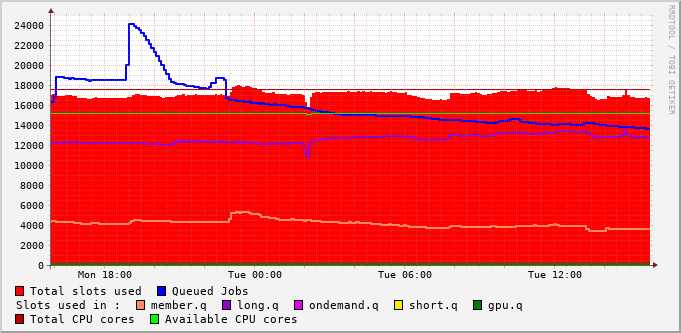 24000
22000
20000
18000
16000
14000
12000
10000
8000
6000
4000
2000
0
Mon 18:00 Tue 00:00 Tue 06:00 Tue 12:00
Total slots used Queued Jobs
Slots used in : member.q long.q ondemand.q short.q gpu.q
Total CPU cores Available CPU cores
RRDTOOL / TOBI OETIKER